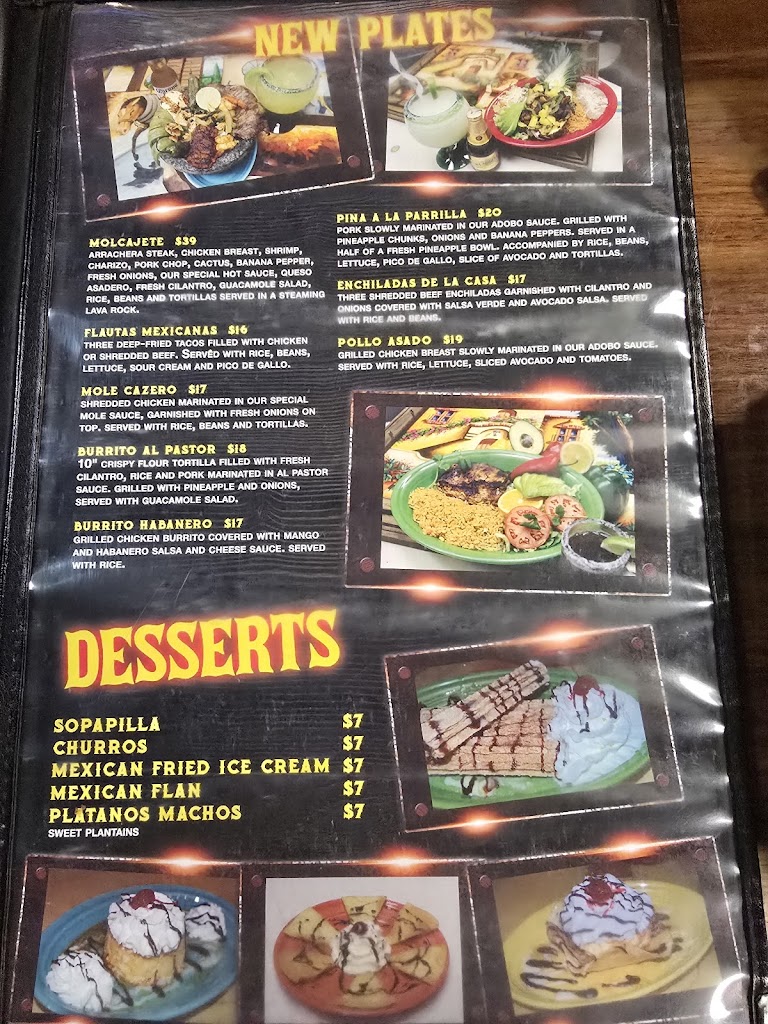 NEW PLATES
MOLCAJETE $39
ARRACHERA STEAK, CHICKEN BREAST, SHRIMP,
CHARIZO, PORK CHOP, CACTUS, BANANA PEPPER,
FRESH ONIONS, OUR SPECIAL HOT SAUCE, QUESO
ASADERO, FRESH CILANTRO, GUACAMOLE SALAD,
RICE, BEANS AND TORTILLAS SERVED IN A STEAMING
LAVA ROCK.
FLAUTAS MEXICANAS $16
THREE DEEP-FRIED TACOS FILLED WITH CHICKEN
OR SHREDDED BEEF. SERVED WITH RICE, BEANS,
LETTUCE, SOUR CREAM AND PICO DE GALLO.
MOLE CAZERO $17
SHREDDED CHICKEN MARINATED IN OUR SPECIAL
MOLE SAUCE, GARNISHED WITH FRESH ONIONS ON
TOP. SERVED WITH RICE, BEANS AND TORTILLAS.
BURRITO AL PASTOR $18
10" CRISPY FLOUR TORTILLA FILLED WITH FRESH
CILANTRO, RICE AND PORK MARINATED IN AL PASTOR
SAUCE. GRILLED WITH PINEAPPLE AND ONIONS,
SERVED WITH GUACAMOLE SALAD.
BURRITO HABANERO $17
GRILLED CHICKEN BURRITO COVERED WITH MANGO
AND HABANERO SALSA AND CHEESE SAUCE. SERVED
WITH RICE.
PINA A LA PARRILLA $20
PORK SLOWLY MARINATED IN OUR ADOBO SAUCE. GRILLED WITH
PINEAPPLE CHUNKS, ONIONS AND BANANA PEPPERS. SERVED IN A
HALF OF A FRESH PINEAPPLE BOWL. ACCOMPANIED BY RICE, BEANS,
LETTUCE, PICO DE GALLO, SLICE OF AVOCADO AND TORTILLAS.
ENCHILADAS DE LA CASA $17
THREE SHREDDED BEEF ENCHILADAS GARNISHED WITH CILANTRO AND
ONIONS COVERED WITH SALSA VERDE AND AVOCADO SALSA. SERVED
WITH RICE AND BEANS.
POLLO ASADO $19
GRILLED CHICKEN BREAST SLOWLY MARINATED IN OUR ADOBO SAUCE.
SERVED WITH RICE, LETTUCE, SLICED AVOCADO AND TOMATOES.
DESSERTS
SOPAPILLA $7
CHURROS $7
MEXICAN FRIED ICE CREAM $7
MEXICAN FLAN $7
PLATANOS MACHOS $7
SWEET PLANTAINS